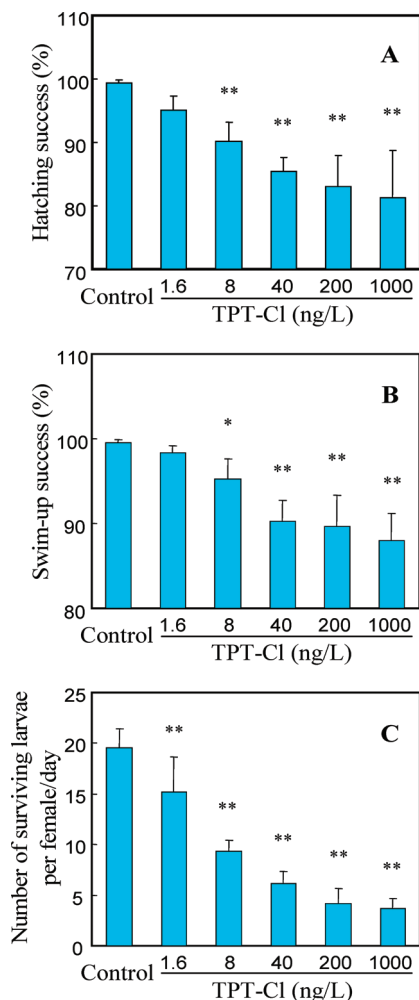 A
Hatching success (%)
110
100
90
80
70
**
**
**
**
Control 1.6 8 40 200 1000
TPT-Cl (ng/L)
B
Swim-up success (%)
110
100
90
80
*
**
**
**
Control 1.6 8 40 200 1000
TPT-Cl (ng/L)
C
Number of surviving larvae
per female/day
25
20
15
10
5
0
**
**
**
**
**
Control 1.6 8 40 200 1000
TPT-Cl (ng/L)